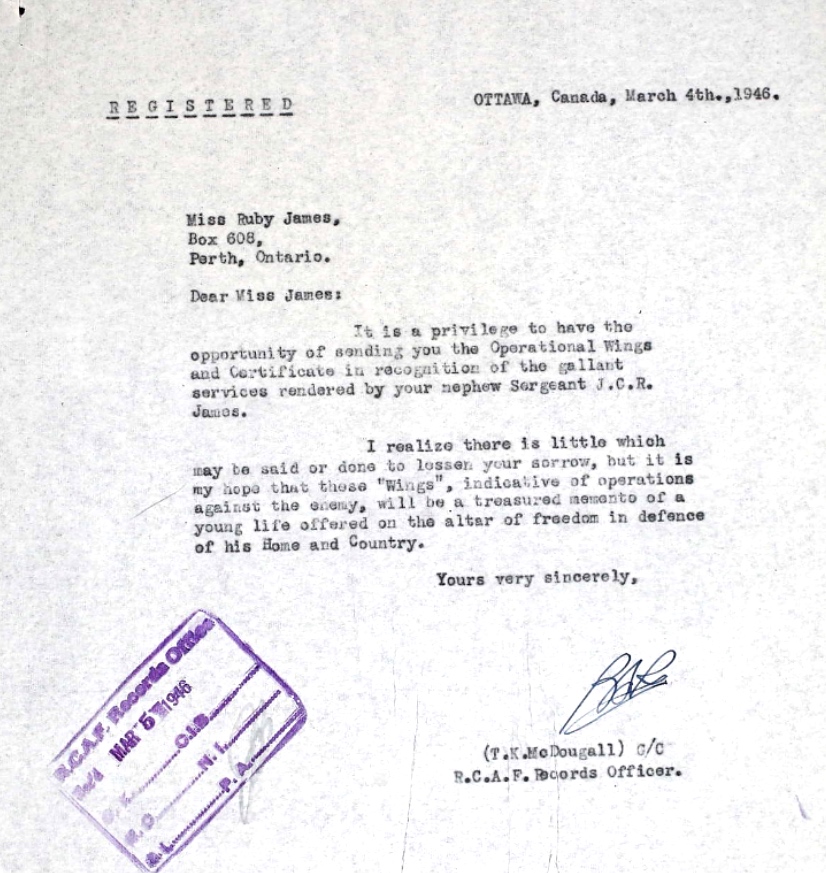 REGISTERED
OTTAWA, Canada, March 4th.,1946.
Miss Ruby James,
Box 608,
Perth, Ontario.
Dear Miss James:
It is a privilege to have the
opportunity of sending you the Operational Wings
and Certificate in recognition of the gallant
services rendered by your nephew Sergeant J.C.R.
James.
I realize there is little which
may be said or done to lessen your sorrow, but it is
my hope that these "Wings", indicative of operations
against the enemy, will be a treasured memento of a
young life offered on the altar of freedom in defence
of his Home and Country.
Yours very sincerely,
(T.K.McDougall) C/C
R.C.A.F. Records Officer.
R.C.A.F. Records Office
Rec'd MAR 5 1946
C.I.B.
N. I.
R. O. P. A.